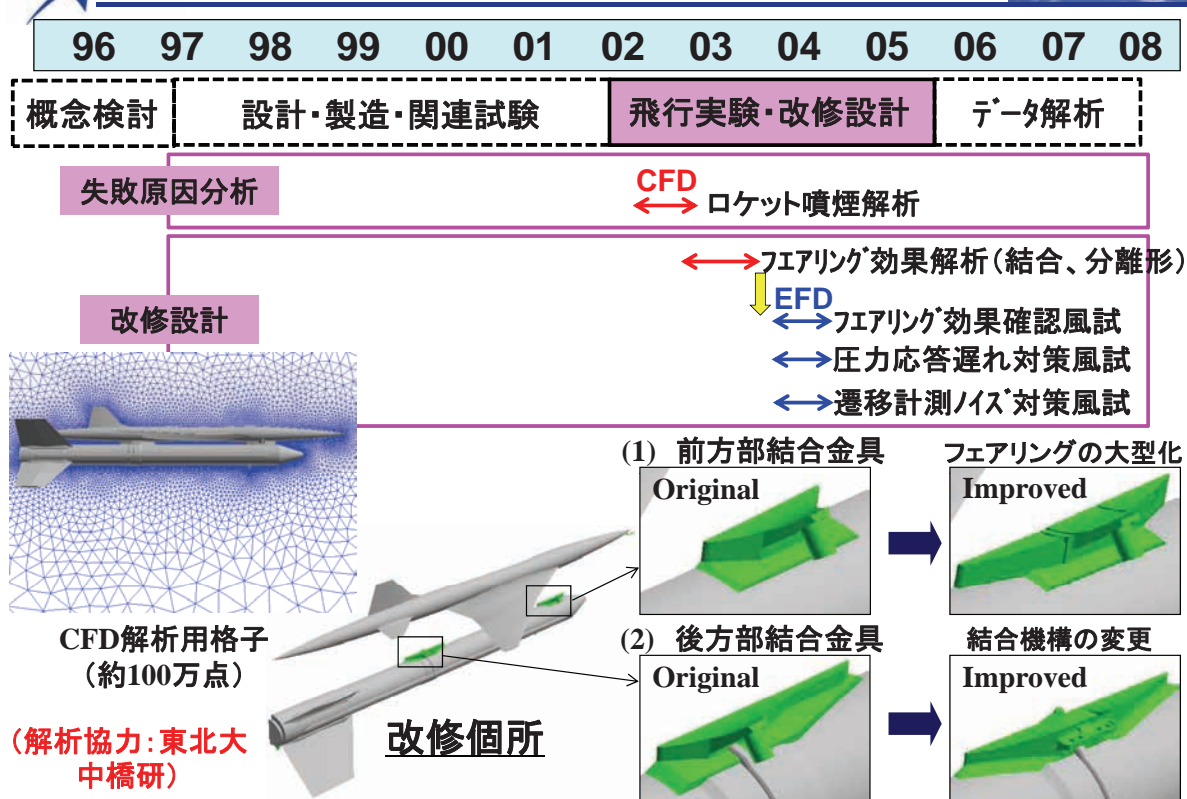 96 97 98 99 00 01 02 03 04 05 06 07 08
概念検討 設計・製造・関連試験 飛行実験・改修設計 データ解析
失敗原因分析
CFD
ロケット噴煙解析
フエアリング効果解析(結合、分離形)
改修設計
EFD
フエアリング効果確認風試
圧力応答遅れ対策風試
遷移計測ノイズ対策風試
(1) 前方部結合金具
フェアリングの大型化
Original
Improved
CFD解析用格子
(約100万点)
(2) 後方部結合金具
結合機構の変更
Original
Improved
(解析協力:東北大
中橋研)
改修個所